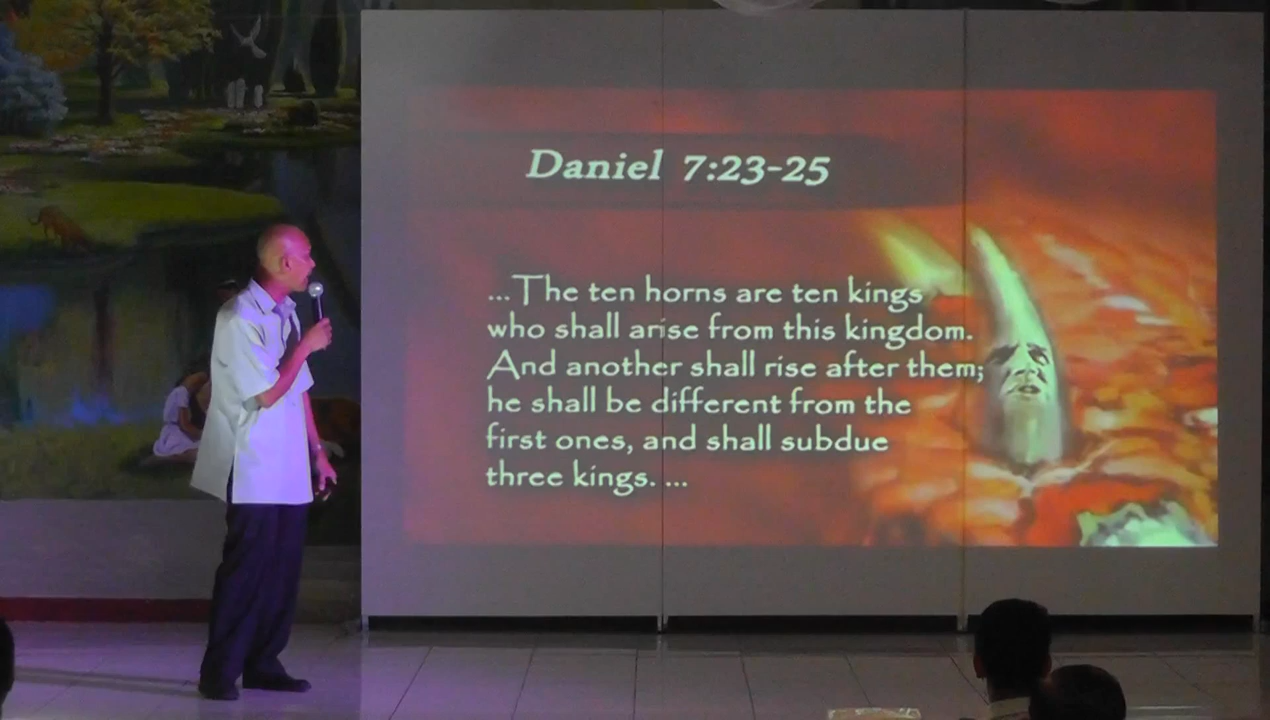 Daniel 7:23-25
...The ten horns are ten kings
who shall arise from this kingdom.
And another shall rise after them;
he shall be different from the
first ones, and shall subdue
three kings. ...